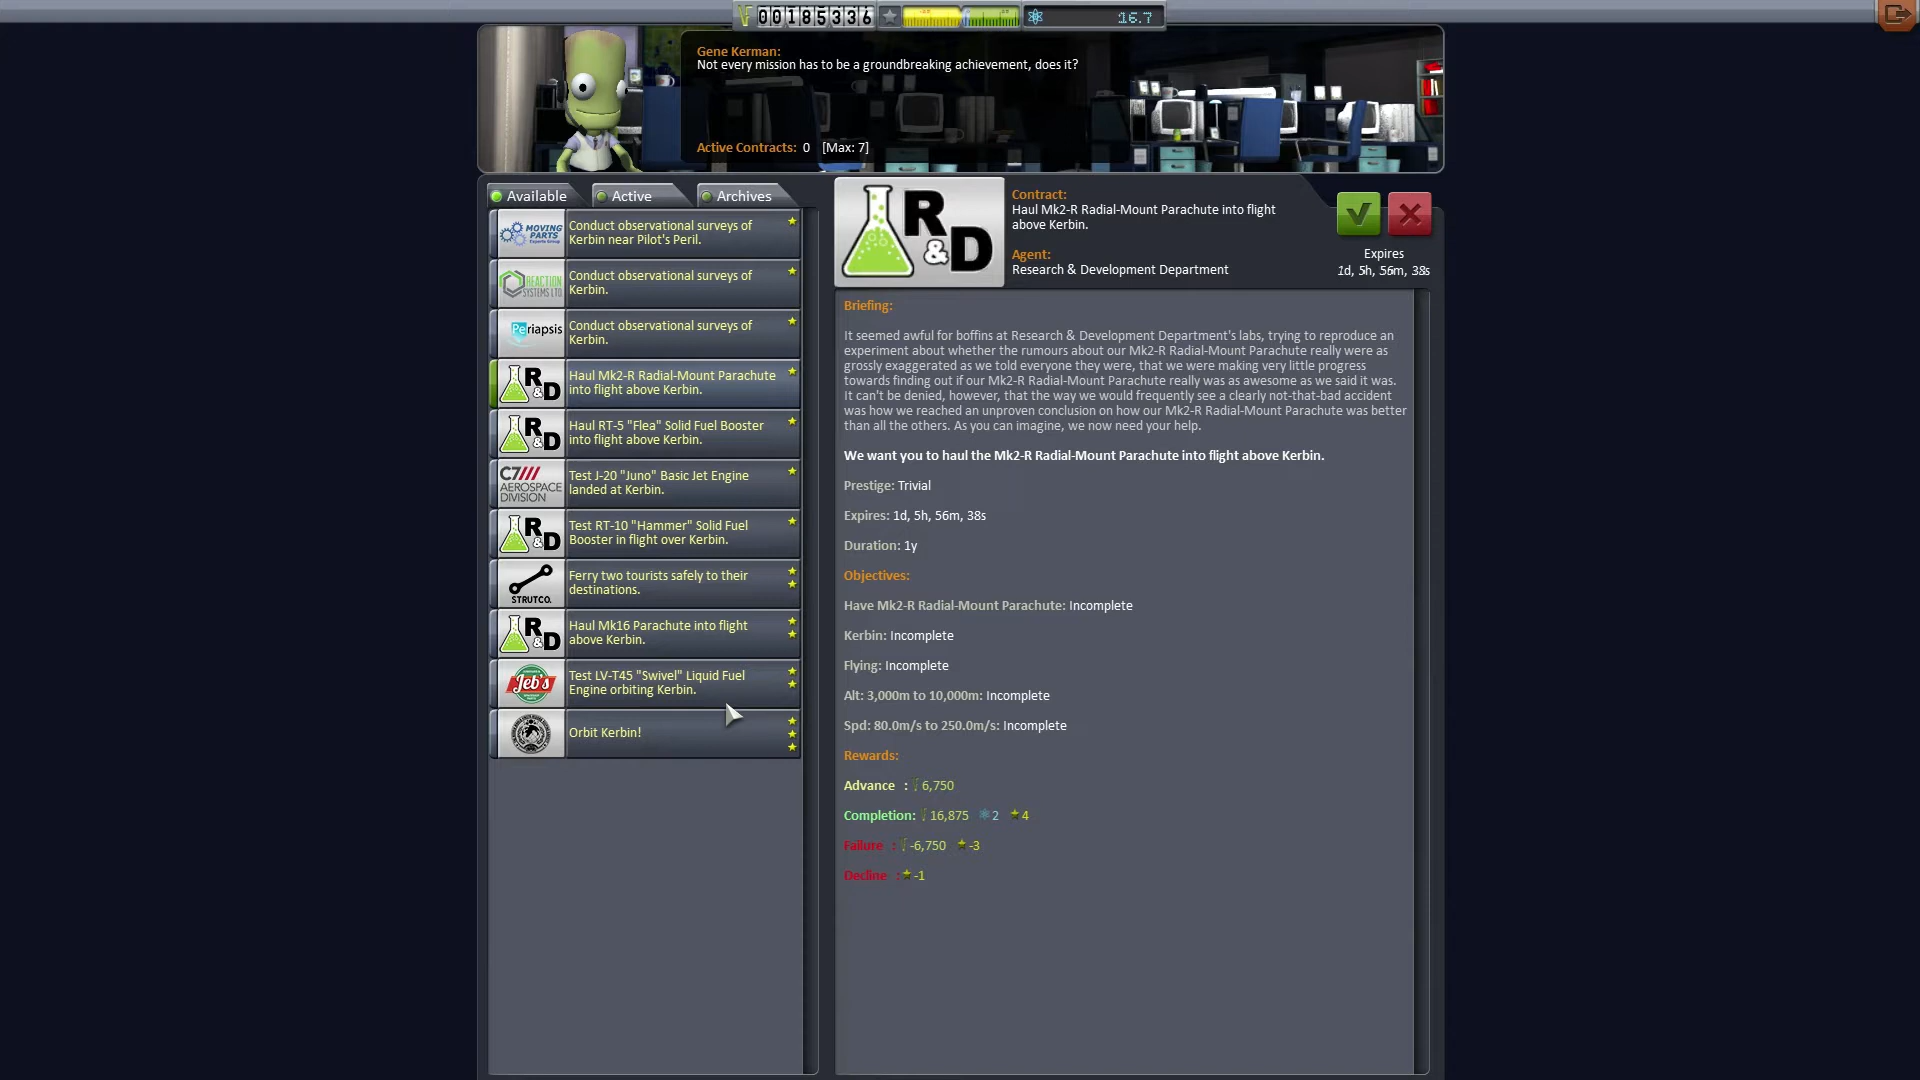 00185336
16.7
Gene Kerman:
Not every mission has to be a groundbreaking achievement, does it?
Active Contracts: 0 [Max: 7]
Available
Active
Archives
MOVING PARTS
Experts Group
Conduct observational surveys of
Kerbin near Pilot's Peril.
REACTION
SYSTEMS LTD
Conduct observational surveys of
Kerbin.
Periapsis
Conduct observational surveys of
Kerbin.
R&D
Haul Mk2-R Radial-Mount Parachute
into flight above Kerbin.
R&D
Haul RT-5 "Flea" Solid Fuel Booster
into flight above Kerbin.
C7
AEROSPACE
DIVISION
Test J-20 "Juno" Basic Jet Engine
landed at Kerbin.
R&D
Test RT-10 "Hammer" Solid Fuel
Booster in flight over Kerbin.
STRUTCO.
Ferry two tourists safely to their
destinations.
R&D
Haul Mk16 Parachute into flight
above Kerbin.
Jeb's
Test LV-T45 "Swivel" Liquid Fuel
Engine orbiting Kerbin.
Orbit Kerbin!
R&D
Contract:
Haul Mk2-R Radial-Mount Parachute into flight
above Kerbin.
Agent:
Research & Development Department
Expires
1d, 5h, 56m, 38s
Briefing:
It seemed awful for boffins at Research & Development Department's labs, trying to reproduce an
experiment about whether the rumours about our Mk2-R Radial-Mount Parachute really were as
grossly exaggerated as we told everyone they were, that we were making very little progress
towards finding out if our Mk2-R Radial-Mount Parachute really was as awesome as we said it was.
It can't be denied, however, that the way we would frequently see a clearly not-that-bad accident
was how we reached an unproven conclusion on how our Mk2-R Radial-Mount Parachute was better
than all the others. As you can imagine, we now need your help.
We want you to haul the Mk2-R Radial-Mount Parachute into flight above Kerbin.
Prestige: Trivial
Expires: 1d, 5h, 56m, 38s
Duration: 1y
Objectives:
Have Mk2-R Radial-Mount Parachute: Incomplete
Kerbin: Incomplete
Flying: Incomplete
Alt: 3,000m to 10,000m: Incomplete
Spd: 80.0m/s to 250.0m/s: Incomplete
Rewards:
Advance : 6,750
Completion: 16,875 2 4
Failure : -6,750 -3
Decline : -1